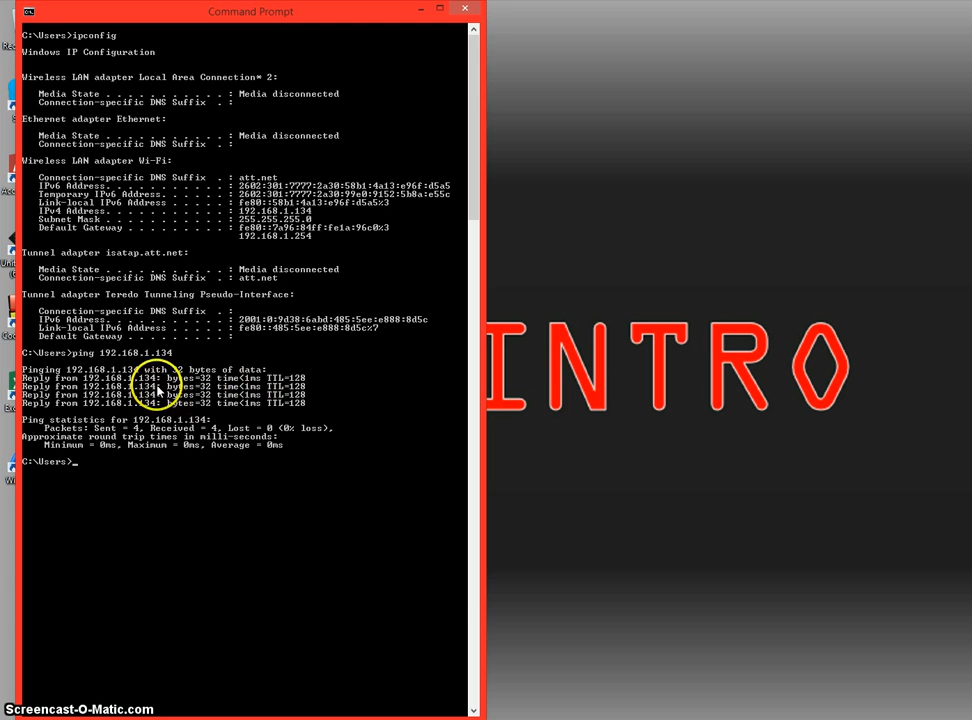 Command Prompt
C:\Users>ipconfig
Windows IP Configuration
Wireless LAN adapter Local Area Connection* 2:
Media State . . . . . . . . . . . : Media disconnected
Connection-specific DNS Suffix . :
Ethernet adapter Ethernet:
Media State . . . . . . . . . . . : Media disconnected
Connection-specific DNS Suffix . :
Wireless LAN adapter Wi-Fi:
Connection-specific DNS Suffix . : att.net
IPv6 Address. . . . . . . . . . . : 2602:301:7777:2a30:58b1:4a13:e96f:d5a5
Temporary IPv6 Address. . . . . . : 2602:301:7777:2a30:99e0:9152:5b8a:e55c
Link-local IPv6 Address . . . . . : fe80::58b1:4a13:e96f:d5a5%3
IPv4 Address. . . . . . . . . . . : 192.168.1.134
Subnet Mask . . . . . . . . . . . : 255.255.255.0
Default Gateway . . . . . . . . . : fe80::7a96:84ff:fe1a:96c0%3
192.168.1.254
Tunnel adapter isatap.att.net:
Media State . . . . . . . . . . . : Media disconnected
Connection-specific DNS Suffix . : att.net
Tunnel adapter Teredo Tunneling Pseudo-Interface:
Connection-specific DNS Suffix . :
IPv6 Address. . . . . . . . . . . : 2001:0:9d38:6abd:485:5ee:e888:8d5c
Link-local IPv6 Address . . . . . : fe80::485:5ee:e888:8d5c%7
Default Gateway . . . . . . . . . :
C:\Users>ping 192.168.1.134
Pinging 192.168.1.134 with 32 bytes of data:
Reply from 192.168.1.134: bytes=32 time<1ms TTL=128
Reply from 192.168.1.134: bytes=32 time<1ms TTL=128
Reply from 192.168.1.134: bytes=32 time<1ms TTL=128
Reply from 192.168.1.134: bytes=32 time<1ms TTL=128
Ping statistics for 192.168.1.134:
Packets: Sent = 4, Received = 4, Lost = 0 (0% loss),
Approximate round trip times in milli-seconds:
Minimum = 0ms, Maximum = 0ms, Average = 0ms
C:\Users>_
INTRO
Screencast-O-Matic.com